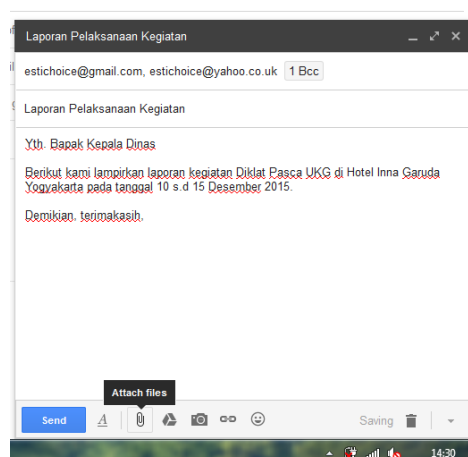 Laporan Pelaksanaan Kegiatan
estichoice@gmail.com, estichoice@yahoo.co.uk 1 Bcc
Laporan Pelaksanaan Kegiatan
Yth. Bapak Kepala Dinas
Berikut kami lampirkan laporan kegiatan Diklat Pasca UKG di Hotel Inna Garuda
Yogyakarta pada tanggal 10 s.d 15 Desember 2015.
Demikian, terimakasih,
Attach files
Send A Saving
14:30